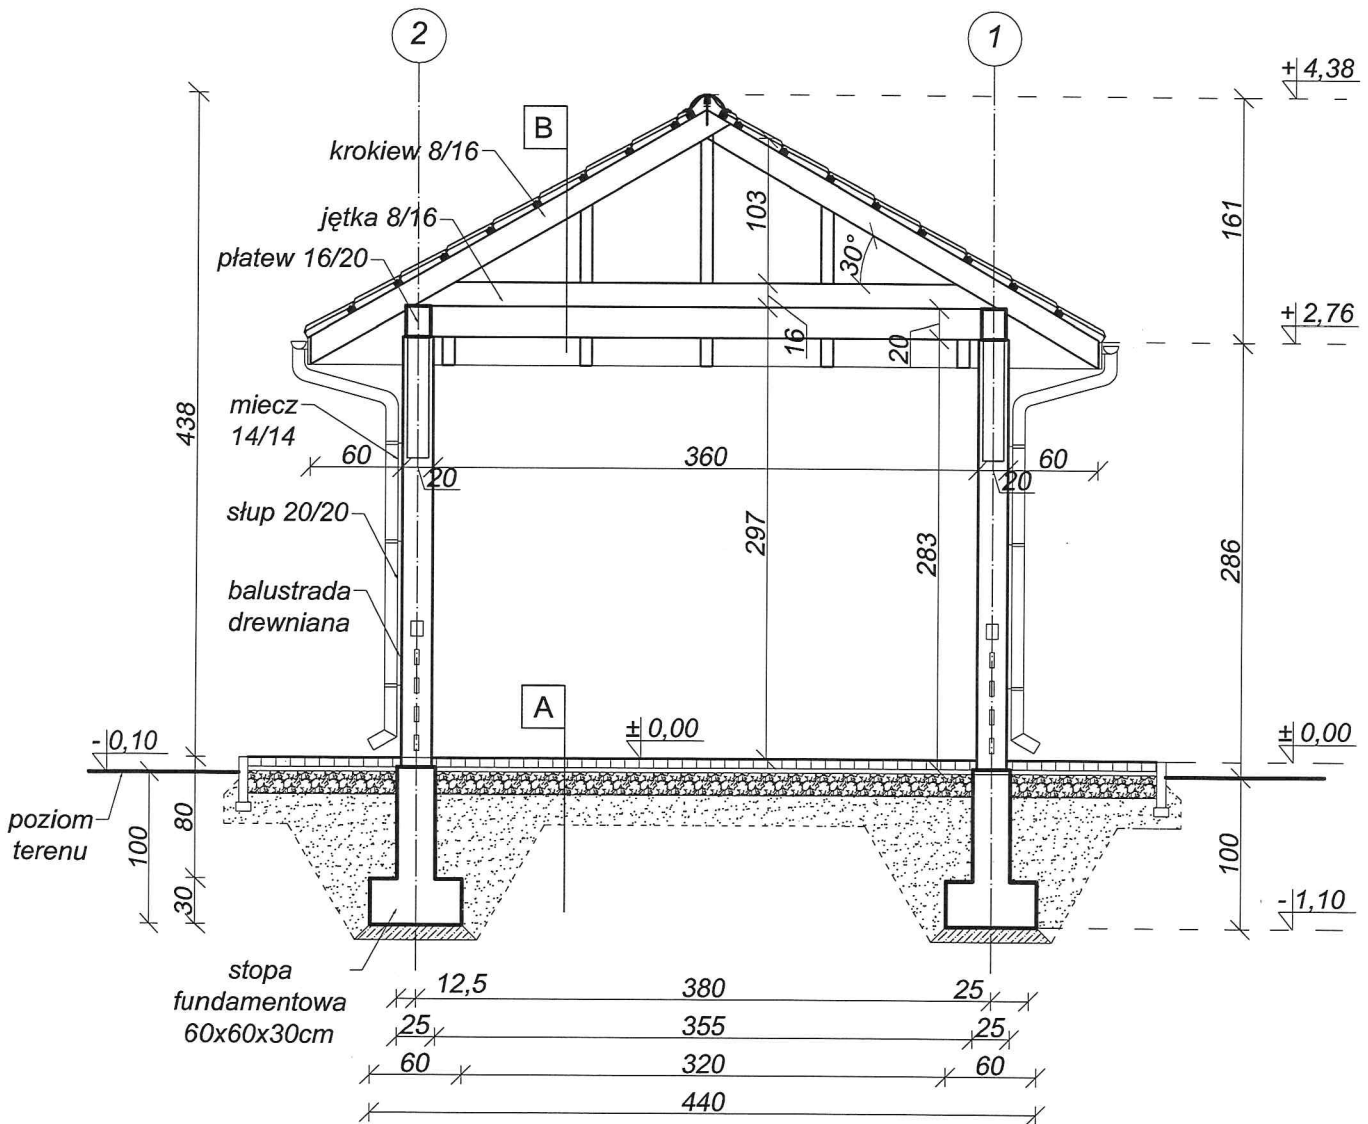 2
1
± 4,38
B
krokiew 8/16
jętka 8/16
płatew 16/20
103
30°
161
+ 2,76
16
20
438
miecz
14/14
60
360
60
20
20
słup 20/20
297
283
286
balustrada
drewniana
A
± 0,00
± 0,00
- 0,10
poziom
terenu
100
80
30
100
- 1,10
stopa
fundamentowa
60x60x30cm
12,5
380
25
25
355
25
60
320
60
440